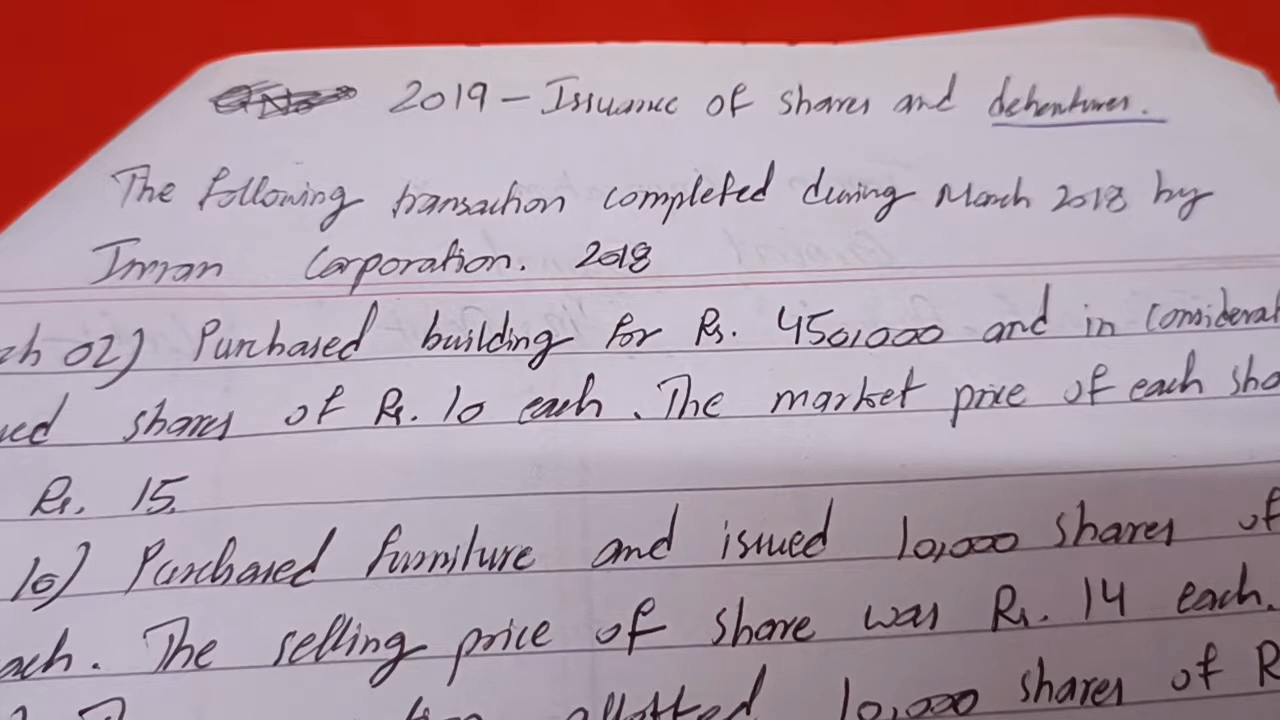 2019 - Issuance of shares and debentures.
The following transaction completed during March 2018 by
Imran Corporation. 2018
ch 02) Purchased building for Rs. 450,000 and in considerat
ued shares of Rs. 10 each. The market price of each sha
Rs. 15.
10) Purchased furniture and issued 10,000 shares of
ach. The selling price of share was Rs. 14 each.
allotted 10,000 shares of R